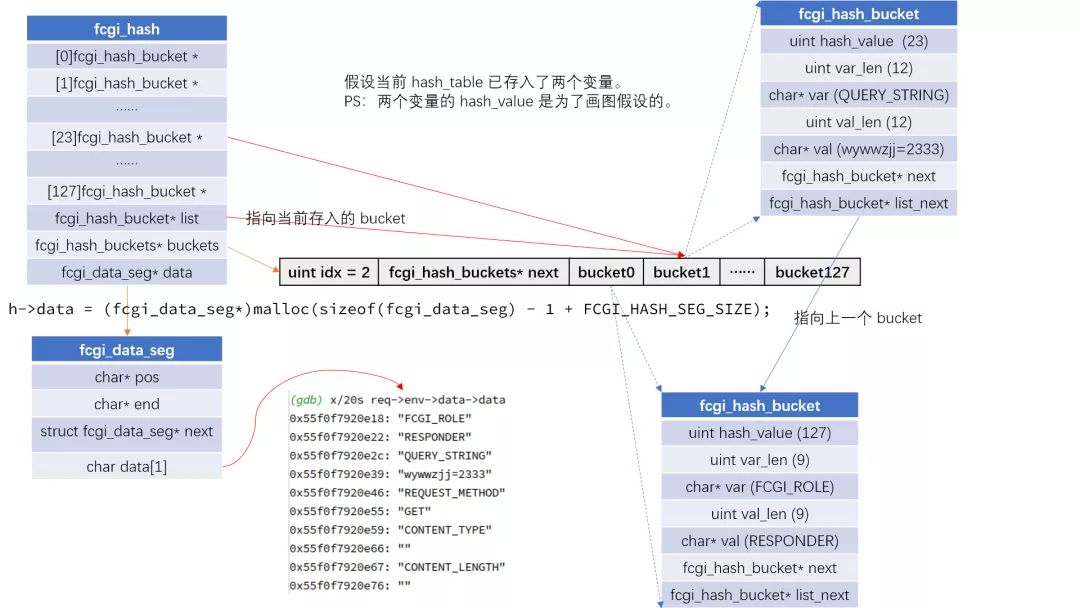 fcgi_hash
[0]fcgi_hash_bucket *
[1]fcgi_hash_bucket *
······
[23]fcgi_hash_bucket *
······
[127]fcgi_hash_bucket *
fcgi_hash_bucket* list
fcgi_hash_buckets* buckets
fcgi_data_seg* data
假设当前 hash_table 已存入了两个变量。
PS：两个变量的 hash_value 是为了画图假设的。
fcgi_hash_bucket
uint hash_value (23)
uint var_len (12)
char* var (QUERY_STRING)
uint val_len (12)
char* val (wywwzjj=2333)
fcgi_hash_bucket* next
fcgi_hash_bucket* list_next
指向当前存入的 bucket
uint idx = 2 fcgi_hash_buckets* next bucket0 bucket1 ······ bucket127
h->data = (fcgi_data_seg*)malloc(sizeof(fcgi_data_seg) - 1 + FCGI_HASH_SEG_SIZE);
指向上一个 bucket
fcgi_data_seg
char* pos
char* end
struct fcgi_data_seg* next
char data[1]
(gdb) x/20s req->env->data->data
0x55f0f7920e18: "FCGI_ROLE"
0x55f0f7920e22: "RESPONDER"
0x55f0f7920e2c: "QUERY_STRING"
0x55f0f7920e39: "wywwzjj=2333"
0x55f0f7920e46: "REQUEST_METHOD"
0x55f0f7920e55: "GET"
0x55f0f7920e59: "CONTENT_TYPE"
0x55f0f7920e66: ""
0x55f0f7920e67: "CONTENT_LENGTH"
0x55f0f7920e76: ""
fcgi_hash_bucket
uint hash_value (127)
uint var_len (9)
char* var (FCGI_ROLE)
uint val_len (9)
char* val (RESPONDER)
fcgi_hash_bucket* next
fcgi_hash_bucket* list_next